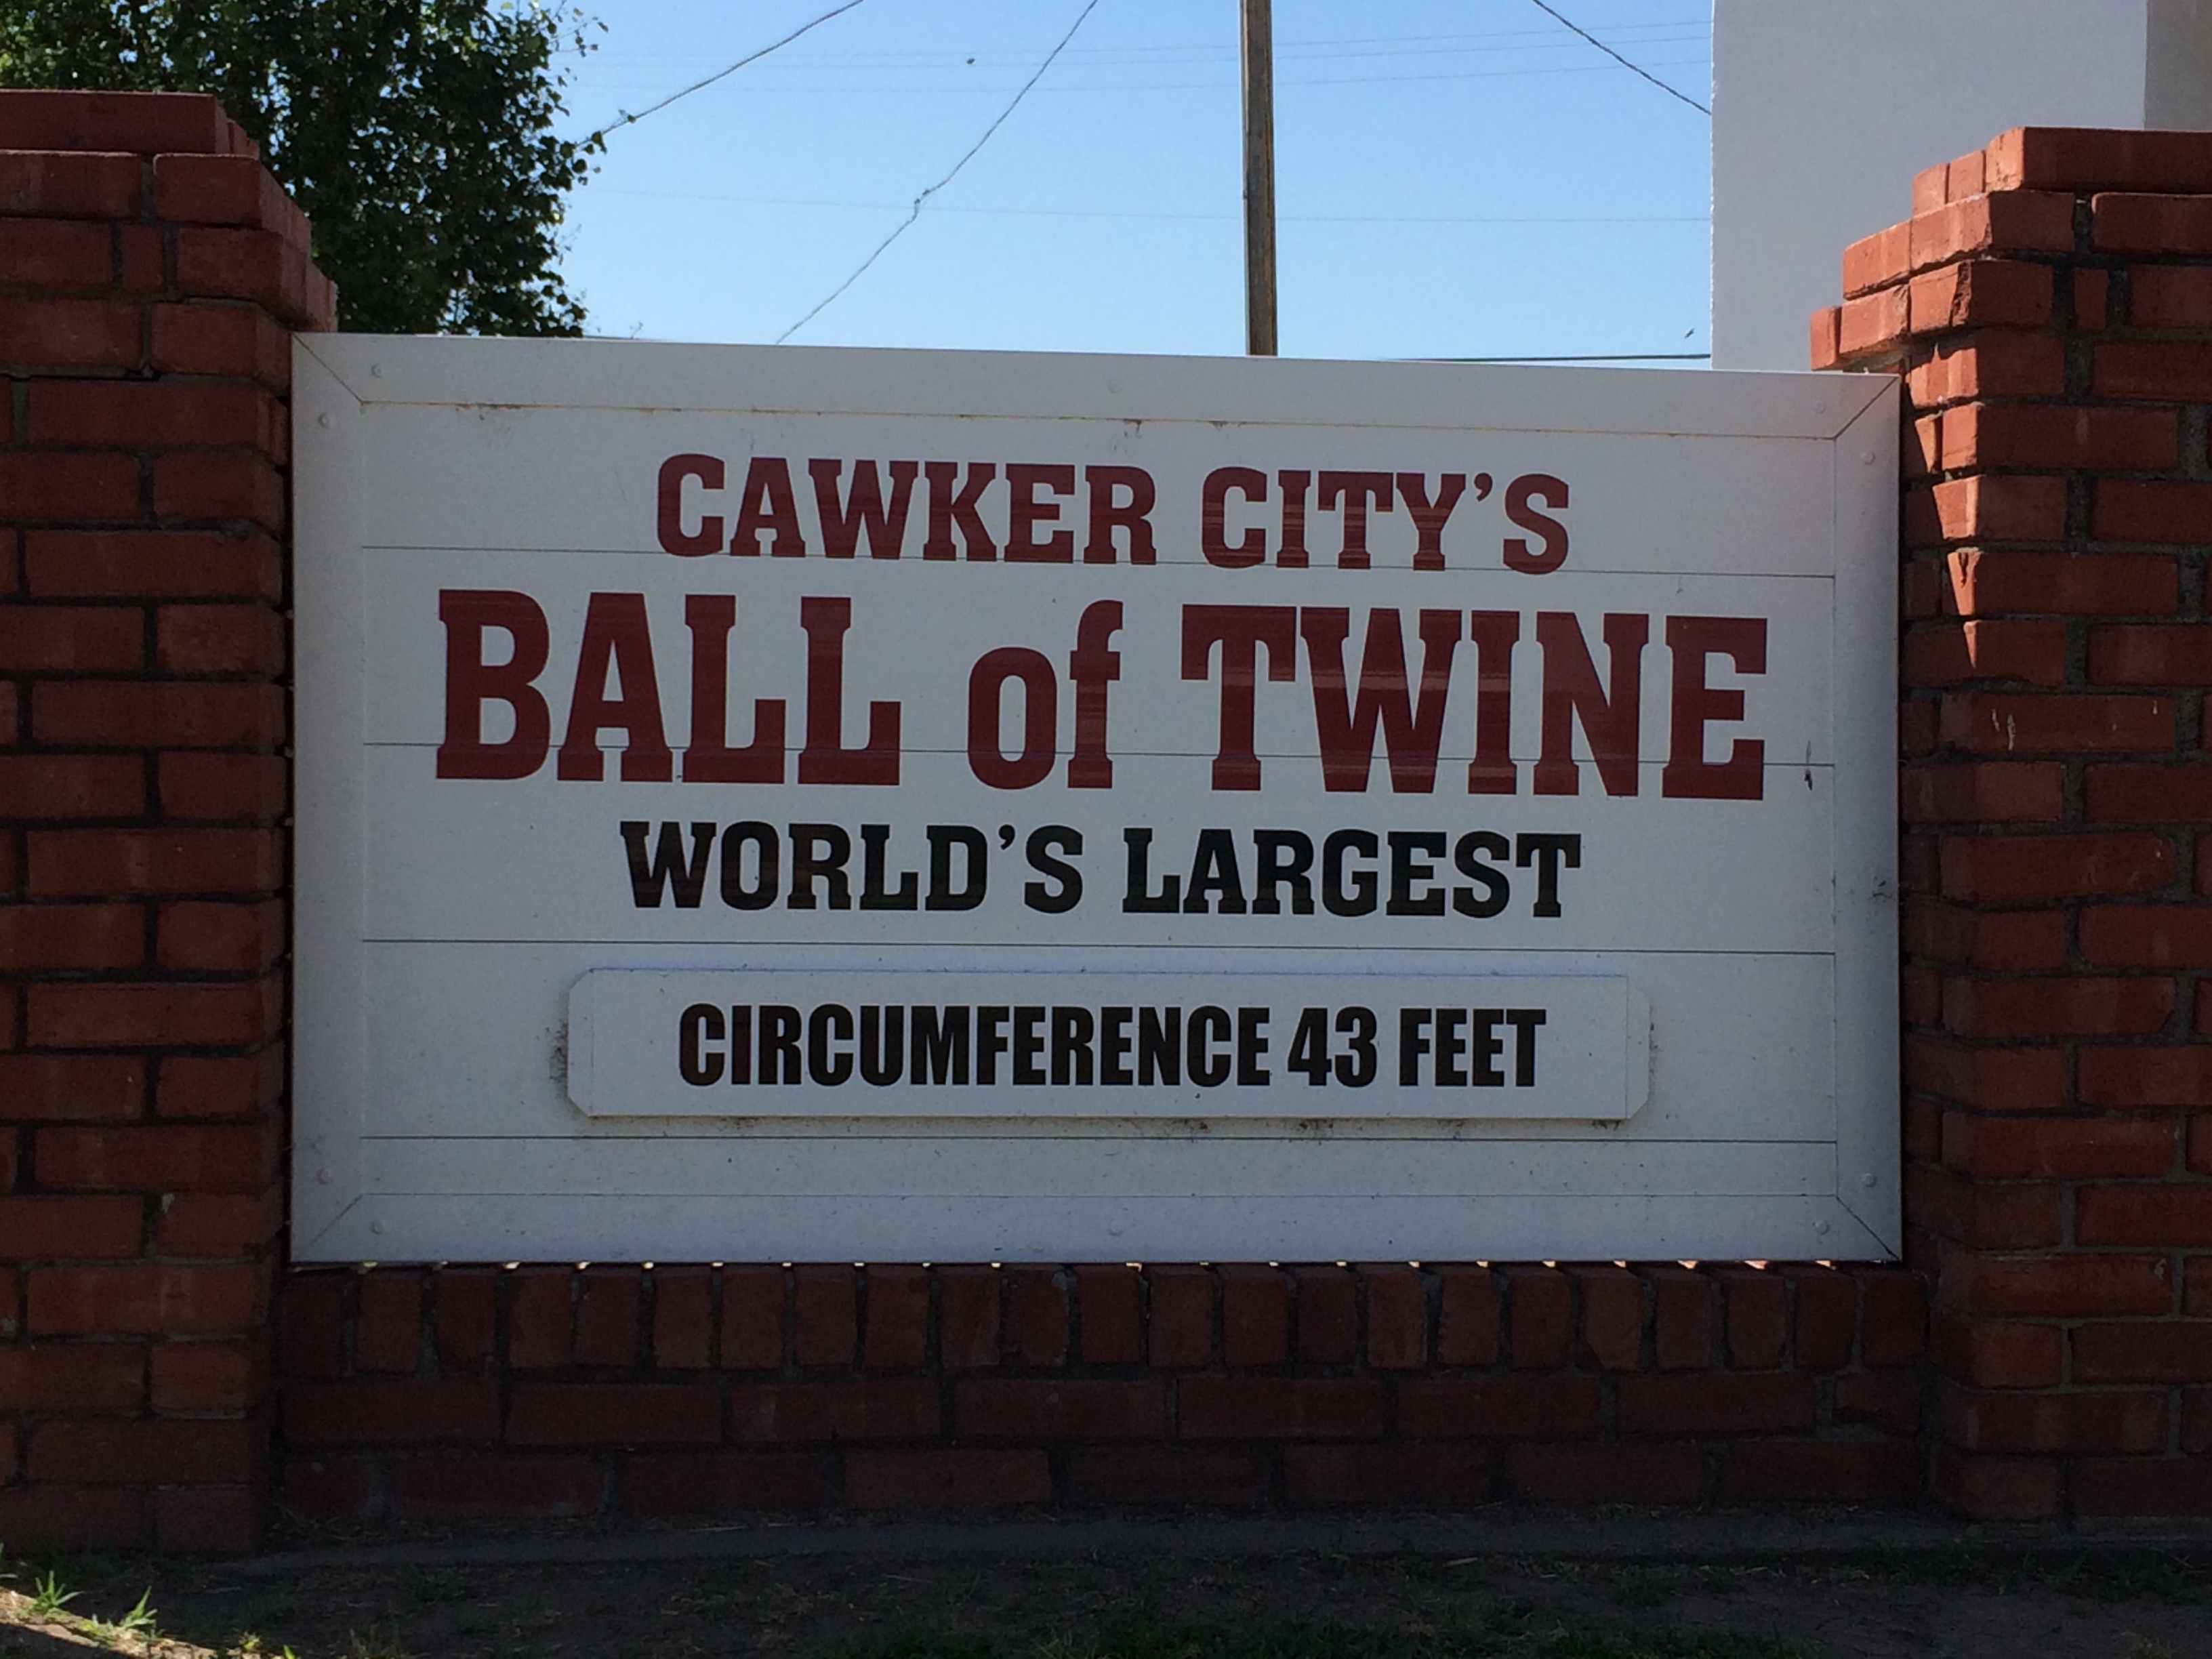 CAWKER CITY'S
BALL of TWINE
WORLD'S LARGEST
CIRCUMFERENCE 43 FEET